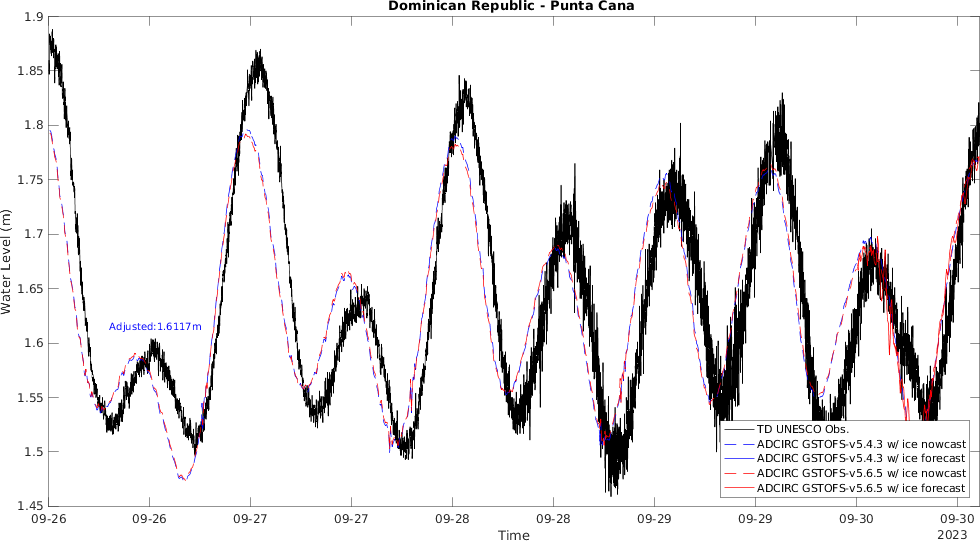 Dominican Republic - Punta Cana
1.9
1.85
1.8
1.75
1.7
1.65
1.6
1.55
1.5
1.45
Water Level (m)
Adjusted:1.6117m
TD UNESCO Obs.
ADCIRC GSTOFS-v5.4.3 w/ ice nowcast
ADCIRC GSTOFS-v5.4.3 w/ ice forecast
ADCIRC GSTOFS-v5.6.5 w/ ice nowcast
ADCIRC GSTOFS-v5.6.5 w/ ice forecast
09-26 09-26 09-27 09-27 09-28 09-28 09-29 09-29 09-30 09-30
Time 2023